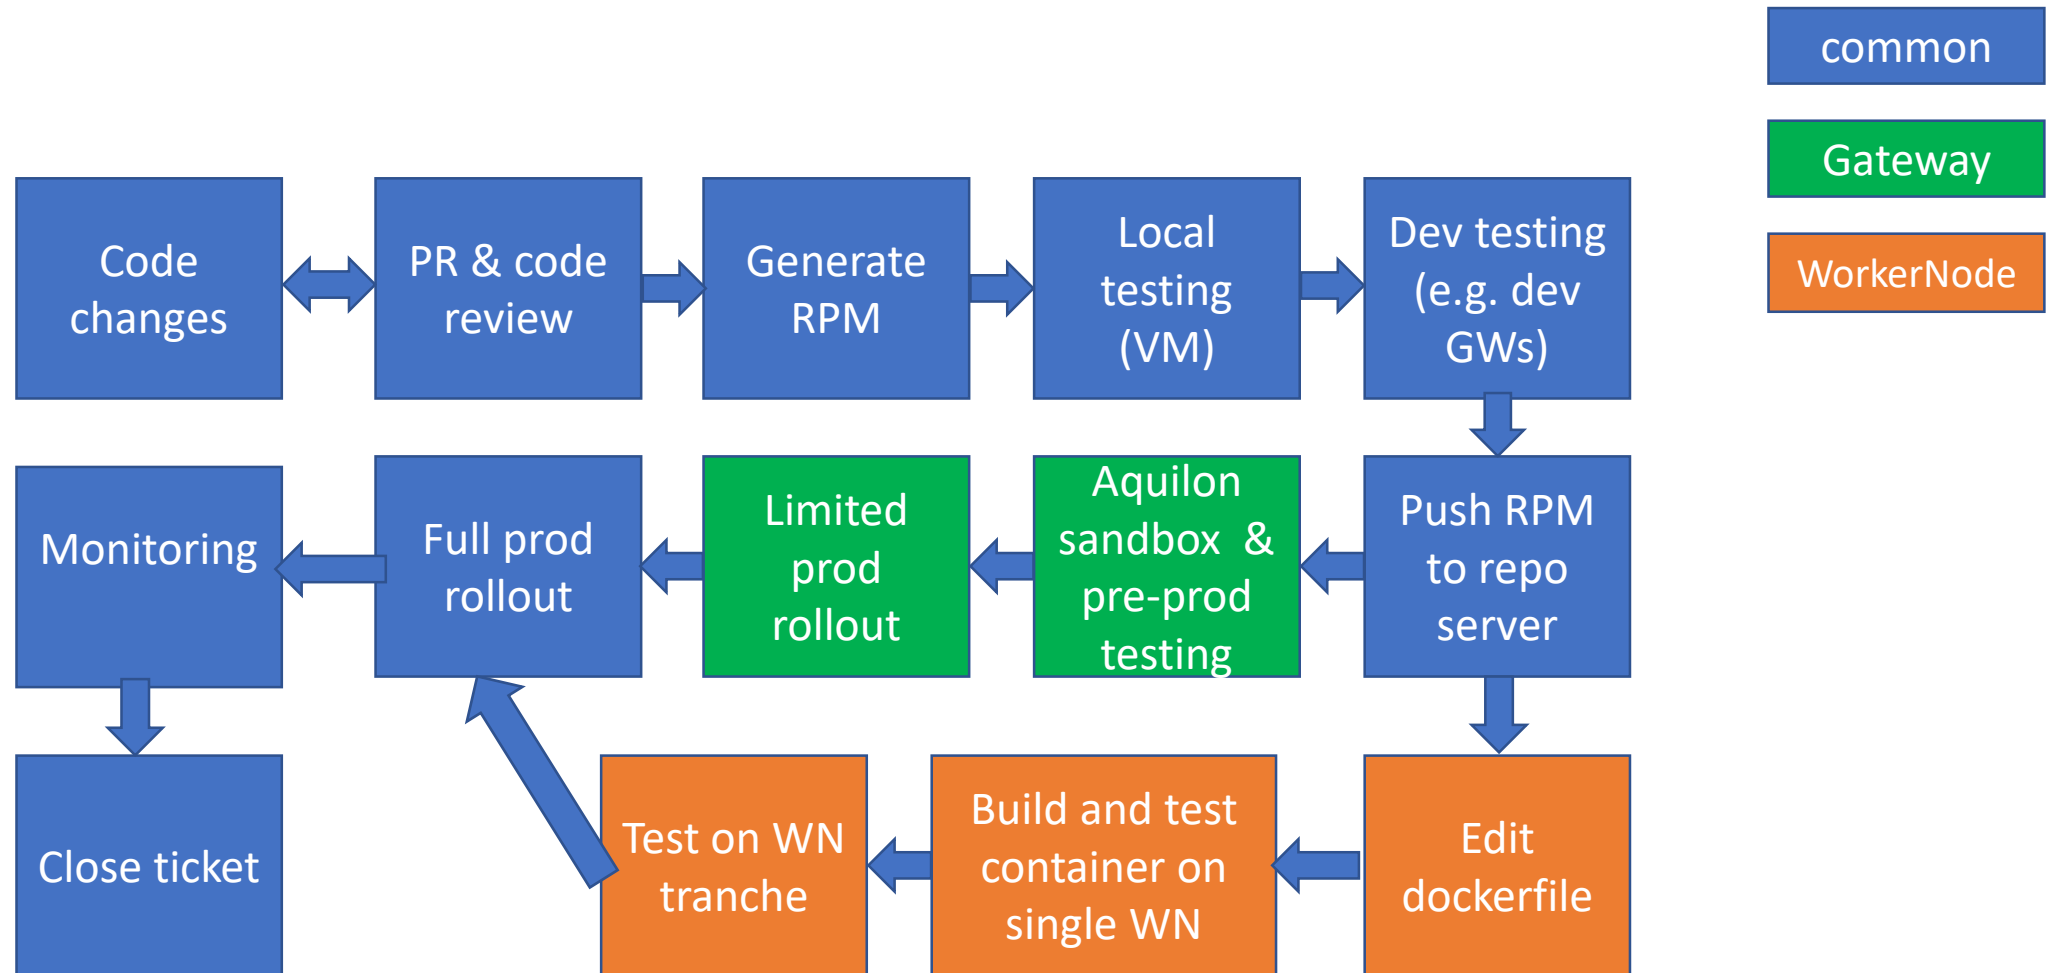 common
Gateway
WorkerNode
Code
changes
PR & code
review
Generate
RPM
Local
testing
(VM)
Dev testing
(e.g. dev
GWs)
Monitoring
Full prod
rollout
Limited
prod
rollout
Aquilon
sandbox  &
pre-prod
testing
Push RPM
to repo
server
Close ticket
Test on WN
tranche
Build and test
container on
single WN
Edit
dockerfile